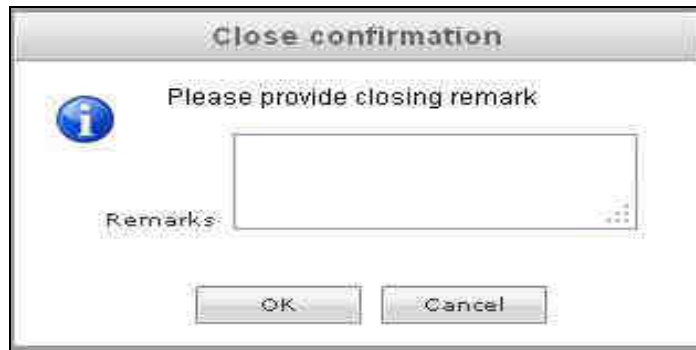 Close confirmation
Please provide closing remark
Remarks
OK
Cancel